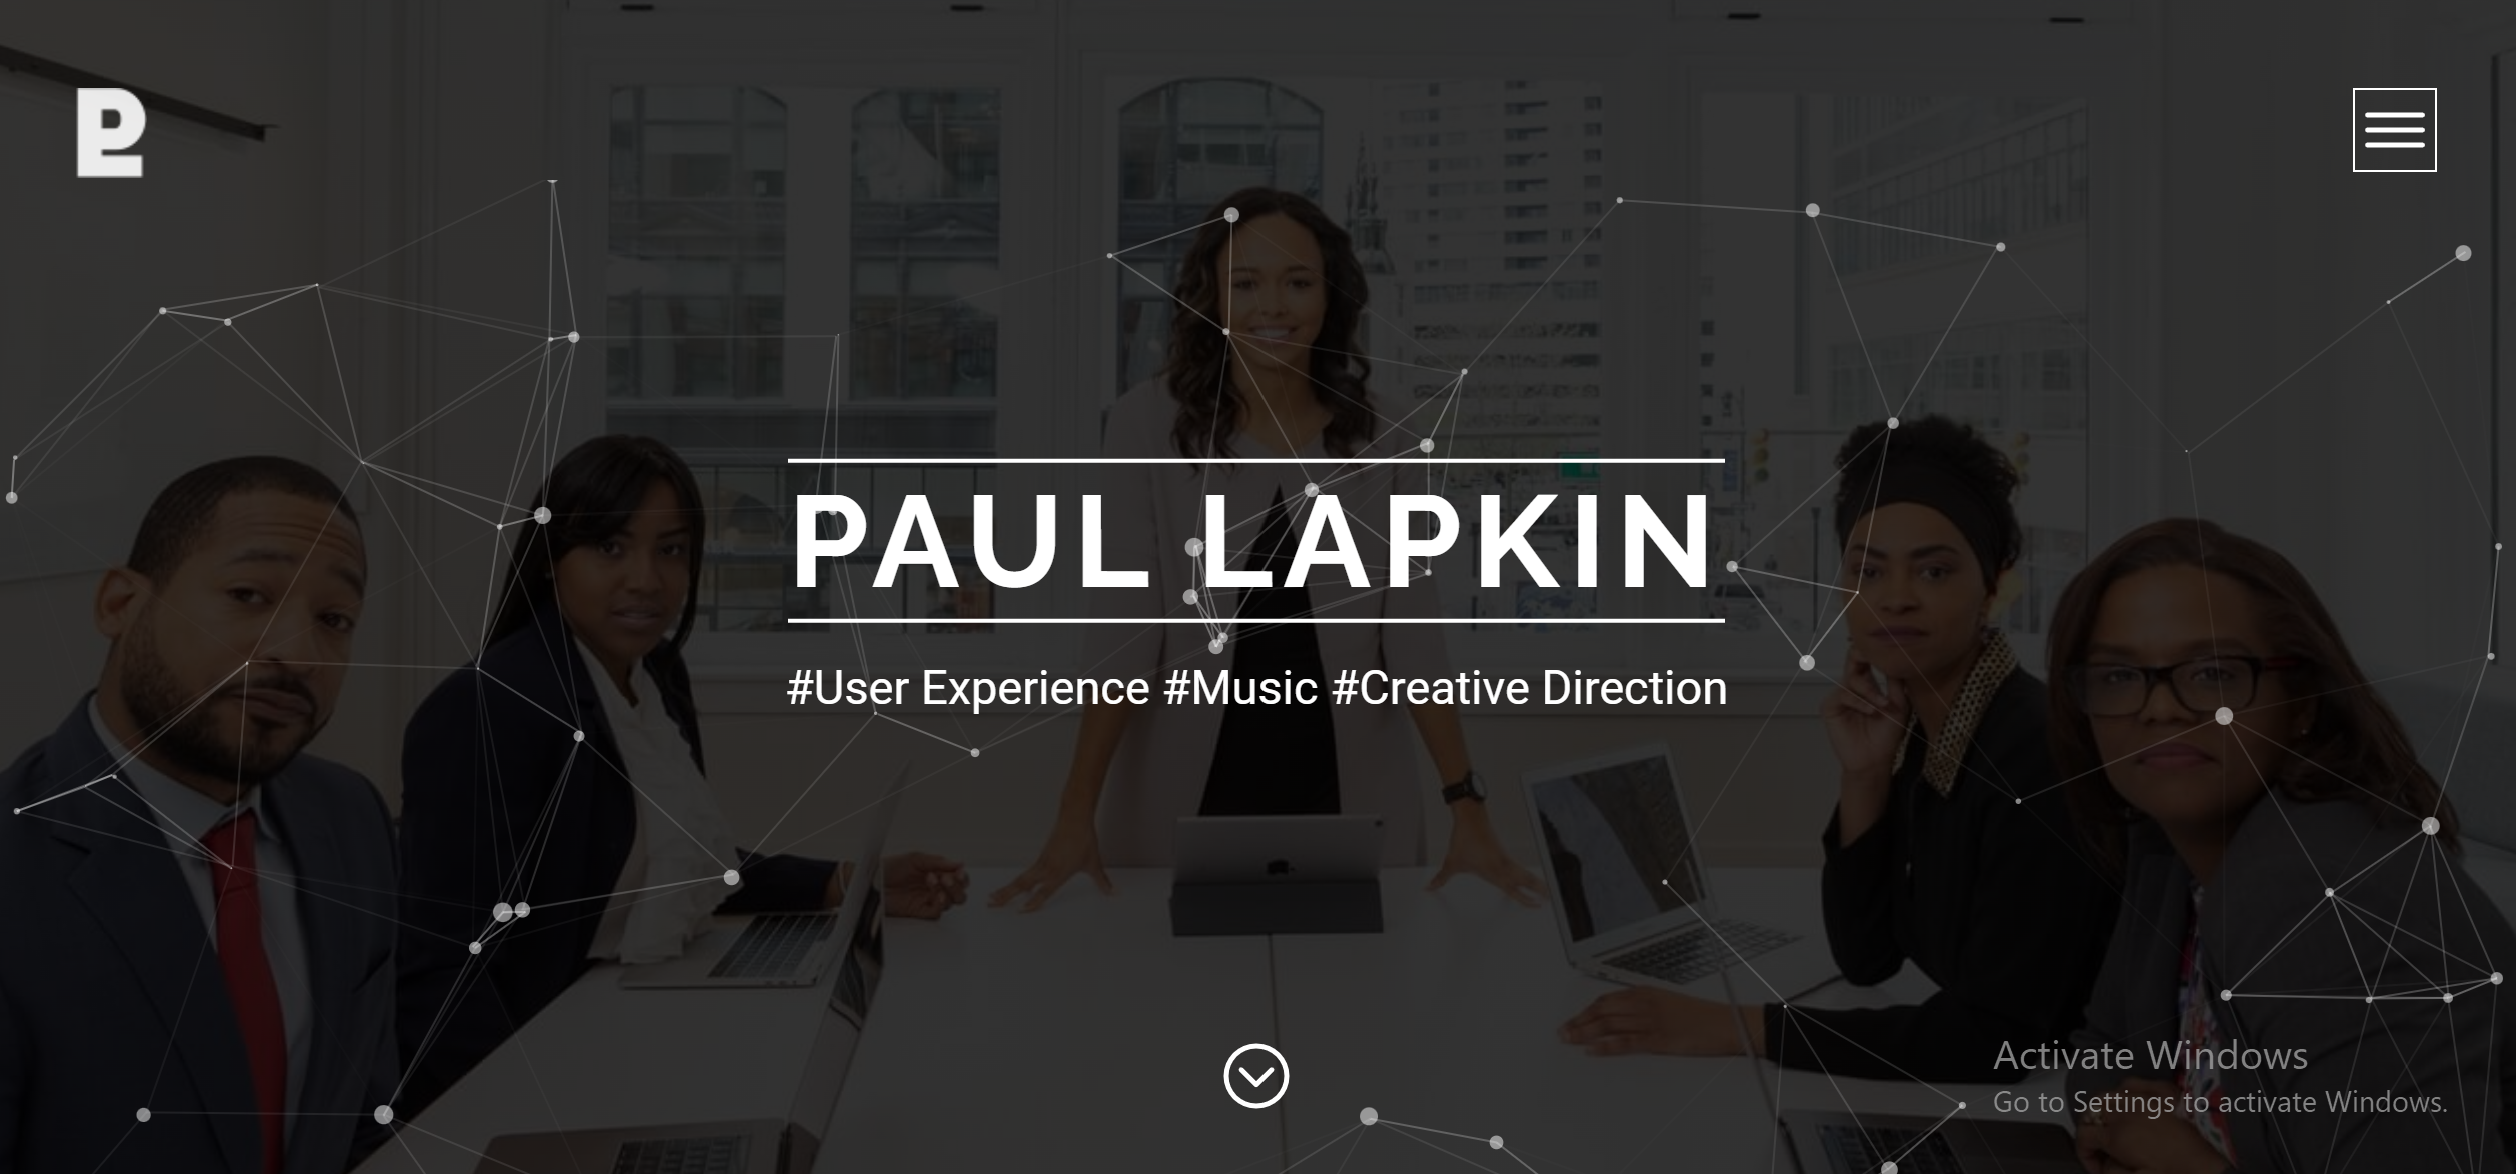 PAUL LAPKIN
#User Experience #Music #Creative Direction
Activate Windows
Go to Settings to activate Windows.